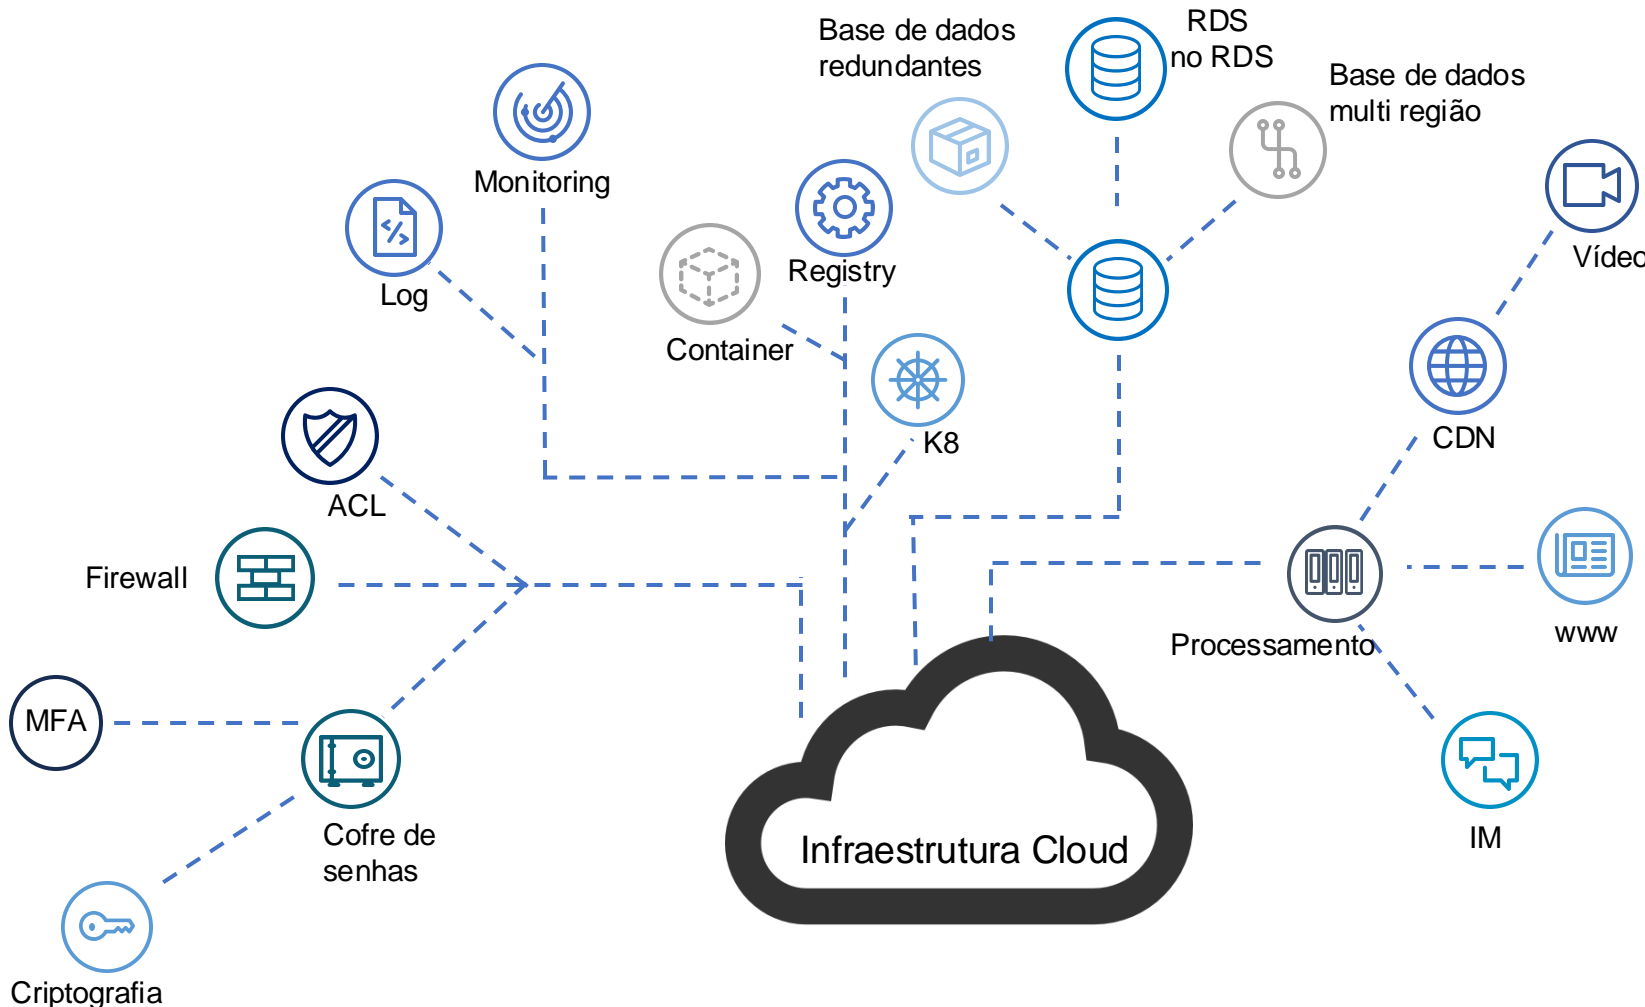 Base de dados
redundantes
RDS
no RDS
Base de dados
multi região
Monitoring
Log
Container
Registry
K8
Vídeo
CDN
ACL
Firewall
MFA
Cofre de
senhas
Criptografia
Processamento
www
IM
Infraestrutura Cloud